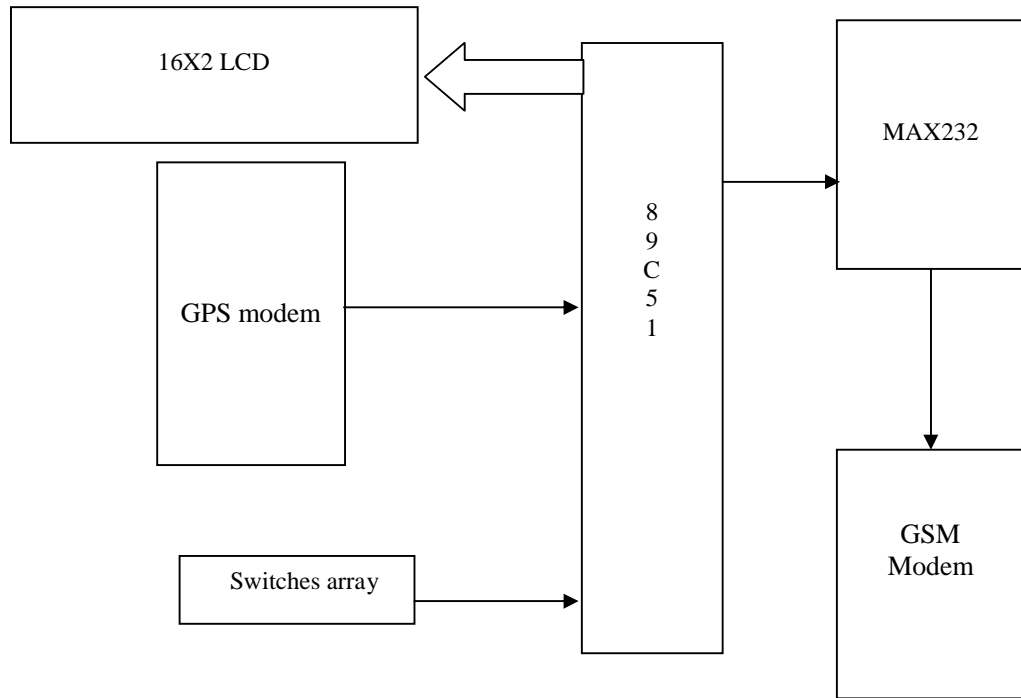 16X2 LCD
MAX232
8
9
C
5
1
GPS modem
Switches array
GSM
Modem